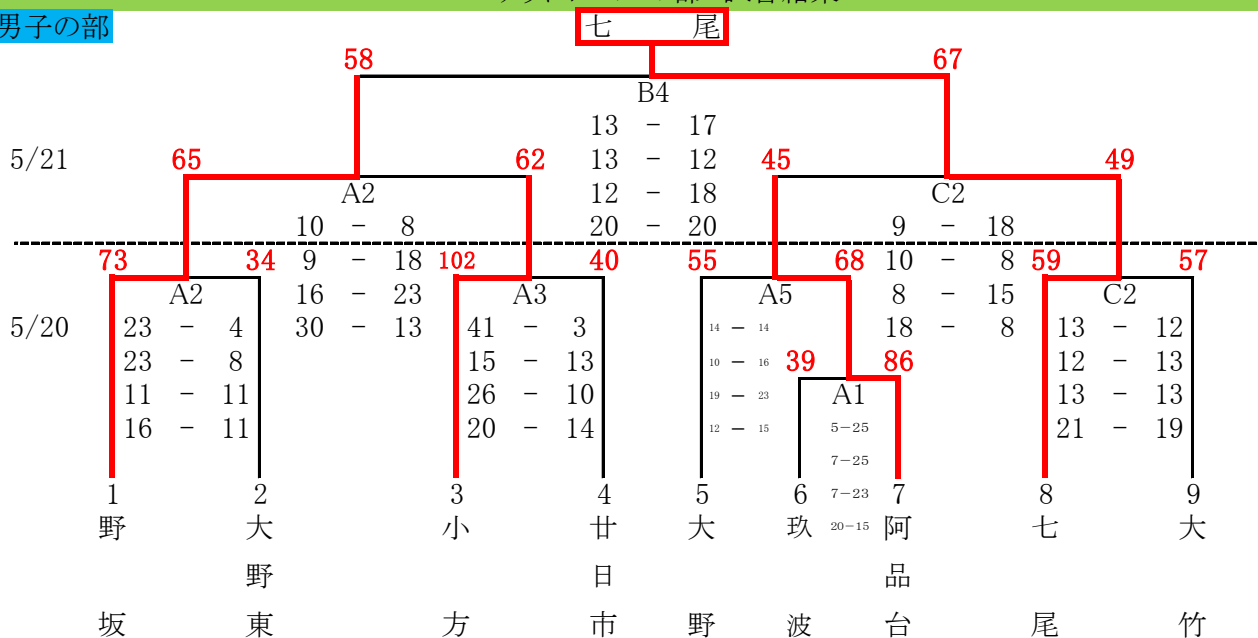 男子の部
七 尾
58 67
B4
13 - 17
5/21 65 62 13 - 12 45 49
A2 12 - 18 C2
10 - 8 20 - 20 9 - 18
73 34 9 - 18 102 40 55 68 10 - 8 59 57
A2 16 - 23 A3 A5 8 - 15 C2
5/20 23 - 4 30 - 13 41 - 3 14 - 14 18 - 8 13 - 12
23 - 8 15 - 13 10 - 16 39 86 12 - 13
11 - 11 26 - 10 19 - 23 A1 13 - 13
16 - 11 20 - 14 12 - 15 5-25 21 - 19
7-25
1 2 3 4 5 6 7-23 7 8 9
20-15
野坂
大野東
小方
廿日市
大野
玖波
阿品台
七尾
大竹